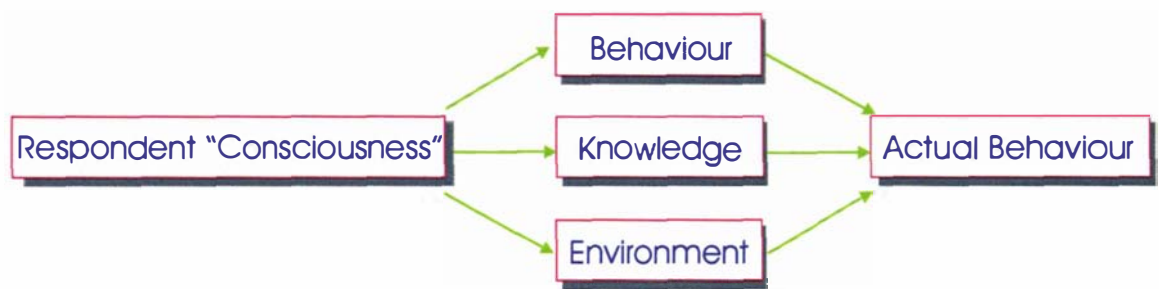 Behaviour
Respondent "Consciousness"
Knowledge
Actual Behaviour
Environment